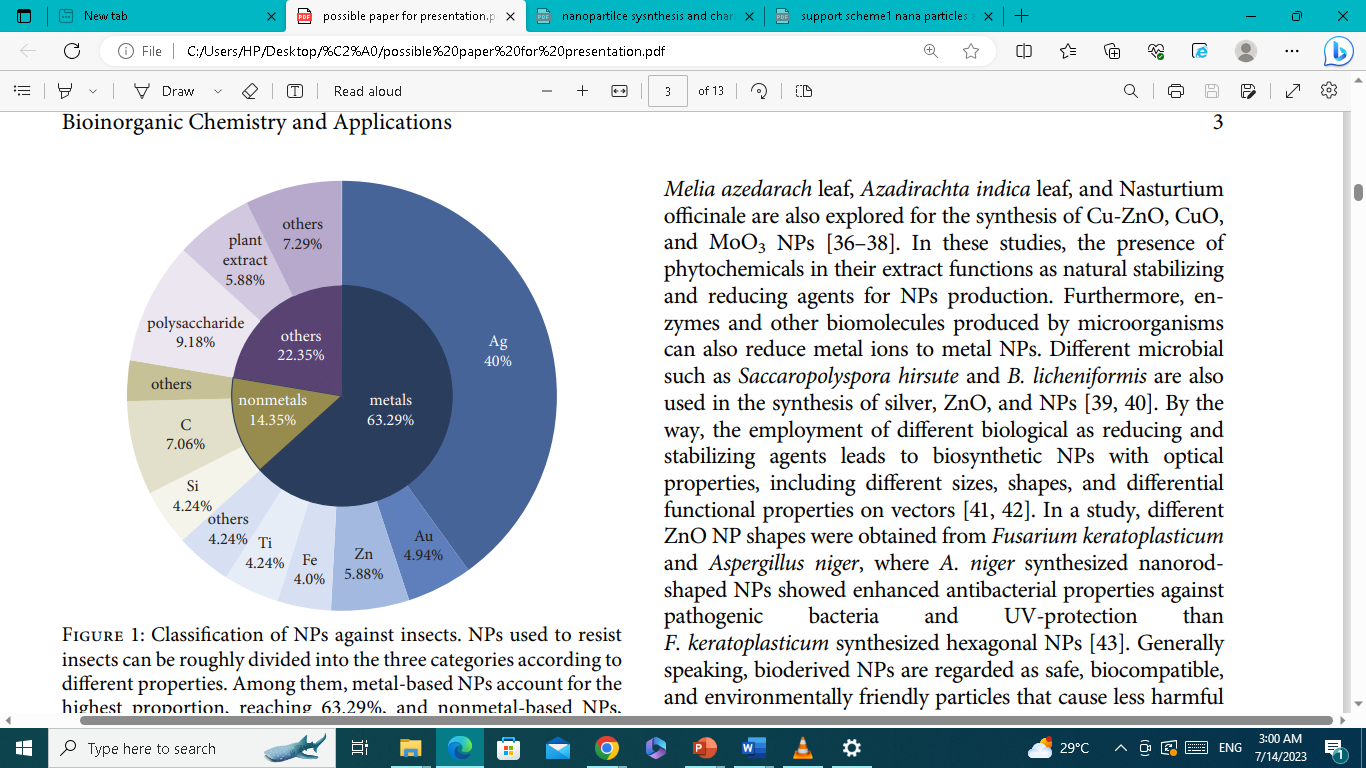 New tab
possible paper for presentation.p
nanopartilce sysnthesis and char
support scheme1 nana particles a
File
C:/Users/HP/Desktop/%C2%A0/possible%20paper%20for%20presentation.pdf
Draw
Read aloud
3
of 13
Bioinorganic Chemistry and Applications
3
others
7.29%
plant
extract
5.88%
polysaccharide
9.18%
others
22.35%
Ag
40%
others
nonmetals
14.35%
metals
63.29%
C
7.06%
Si
4.24%
others
4.24%
Ti
4.24%
Fe
4.0%
Zn
5.88%
Au
4.94%
FIGURE 1: Classification of NPs against insects. NPs used to resist
insects can be roughly divided into the three categories according to
different properties. Among them, metal-based NPs account for the
highest proportion, reaching 63.29%, and nonmetal-based NPs,
Melia azedarach leaf, Azadirachta indica leaf, and Nasturtium
officinale are also explored for the synthesis of Cu-ZnO, CuO,
and MoO₃ NPs [36–38]. In these studies, the presence of
phytochemicals in their extract functions as natural stabilizing
and reducing agents for NPs production. Furthermore, en-
zymes and other biomolecules produced by microorganisms
can also reduce metal ions to metal NPs. Different microbial
such as Saccaropolyspora hirsute and B. licheniformis are also
used in the synthesis of silver, ZnO, and NPs [39, 40]. By the
way, the employment of different biological as reducing and
stabilizing agents leads to biosynthetic NPs with optical
properties, including different sizes, shapes, and differential
functional properties on vectors [41, 42]. In a study, different
ZnO NP shapes were obtained from Fusarium keratoplasticum
and Aspergillus niger, where A. niger synthesized nanorod-
shaped NPs showed enhanced antibacterial properties against
pathogenic bacteria and UV-protection than
F. keratoplasticum synthesized hexagonal NPs [43]. Generally
speaking, bioderived NPs are regarded as safe, biocompatible,
and environmentally friendly particles that cause less harmful
Type here to search
29°C
ENG
3:00 AM
7/14/2023
1